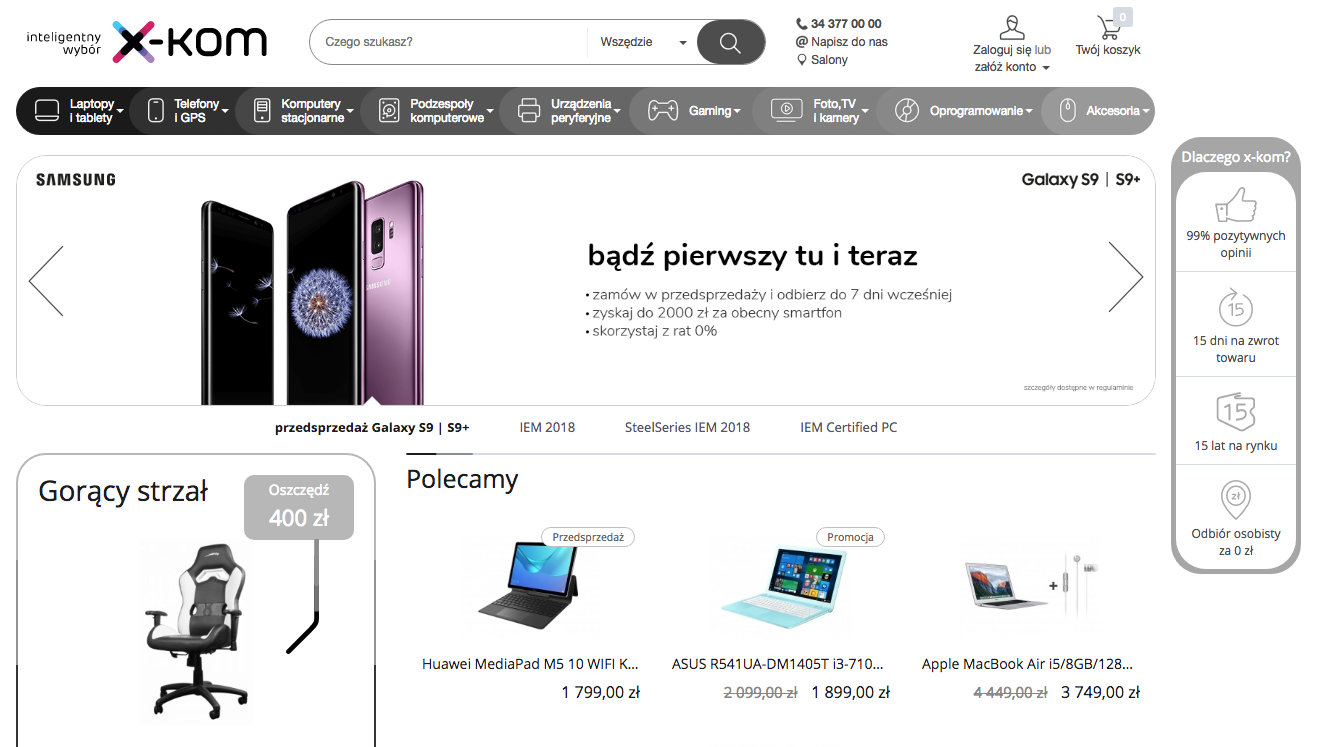 inteligentny
wybór
x-kom
Czego szukasz?
Wszędzie
34 377 00 00
@ Napisz do nas
Salony
Zaloguj się lub
załóż konto
0
Twój koszyk
Laptopy
i tablety
Telefony
i GPS
Komputery
stacjonarne
Podzespoły
komputerowe
Urządzenia
peryferyjne
Gaming
Foto,TV
i kamery
Oprogramowanie
Akcesoria
SAMSUNG
Galaxy S9 | S9+
SAMSUNG
bądź pierwszy tu i teraz
• zamów w przedsprzedaży i odbierz do 7 dni wcześniej
• zyskaj do 2000 zł za obecny smartfon
• skorzystaj z rat 0%
szczegóły dostępne w regulaminie
przedsprzedaż Galaxy S9 | S9+
IEM 2018
SteelSeries IEM 2018
IEM Certified PC
Dlaczego x-kom?
99% pozytywnych
opinii
15
15 dni na zwrot
towaru
15
15 lat na rynku
zł
Odbiór osobisty
za 0 zł
Gorący strzał
Oszczędź
400 zł
Polecamy
Przedsprzedaż
Huawei MediaPad M5 10 WIFI K...
1 799,00 zł
Promocja
ASUS R541UA-DM1405T i3-710...
2 099,00 zł 1 899,00 zł
+
Apple MacBook Air i5/8GB/128...
4 449,00 zł 3 749,00 zł